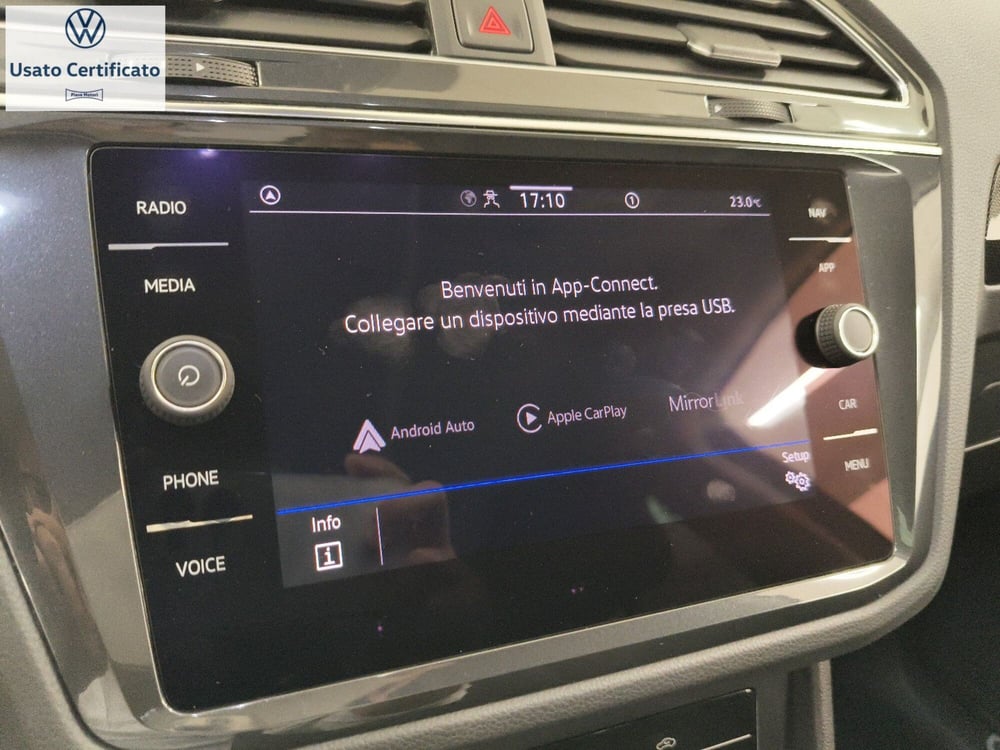 Usato Certificato
RADIO
MEDIA
PHONE
VOICE
17:10
1
23.0°C
Benvenuti in App-Connect.
Collegare un dispositivo mediante la presa USB.
Android Auto
Apple CarPlay
MirrorLink
Setup
Info
i
NAV
APP
CAR
MENU